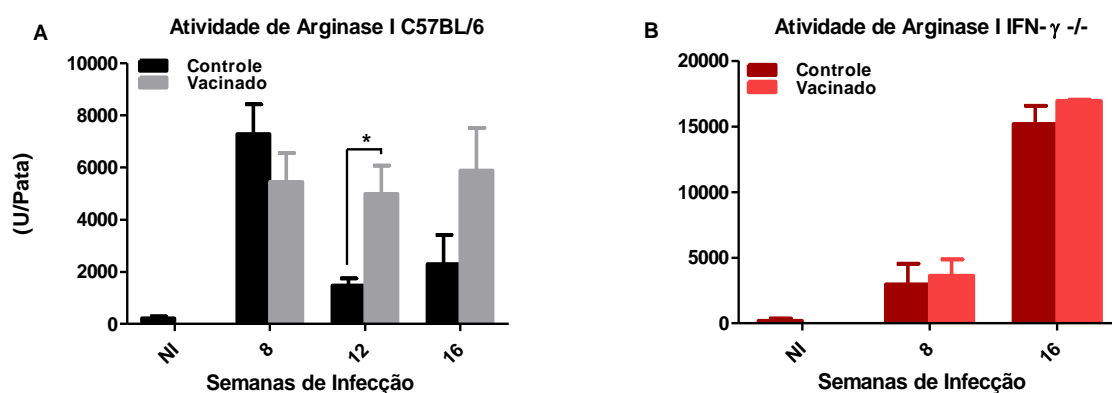 A
Atividade de Arginase I C57BL/6
Controle
Vacinado
10000
8000
6000
4000
2000
0
(U/Pata)
*
NI
8
12
16
Semanas de Infecção
B
Atividade de Arginase I IFN- γ -/-
Controle
Vacinado
20000
15000
10000
5000
0
NI
8
16
Semanas de Infecção